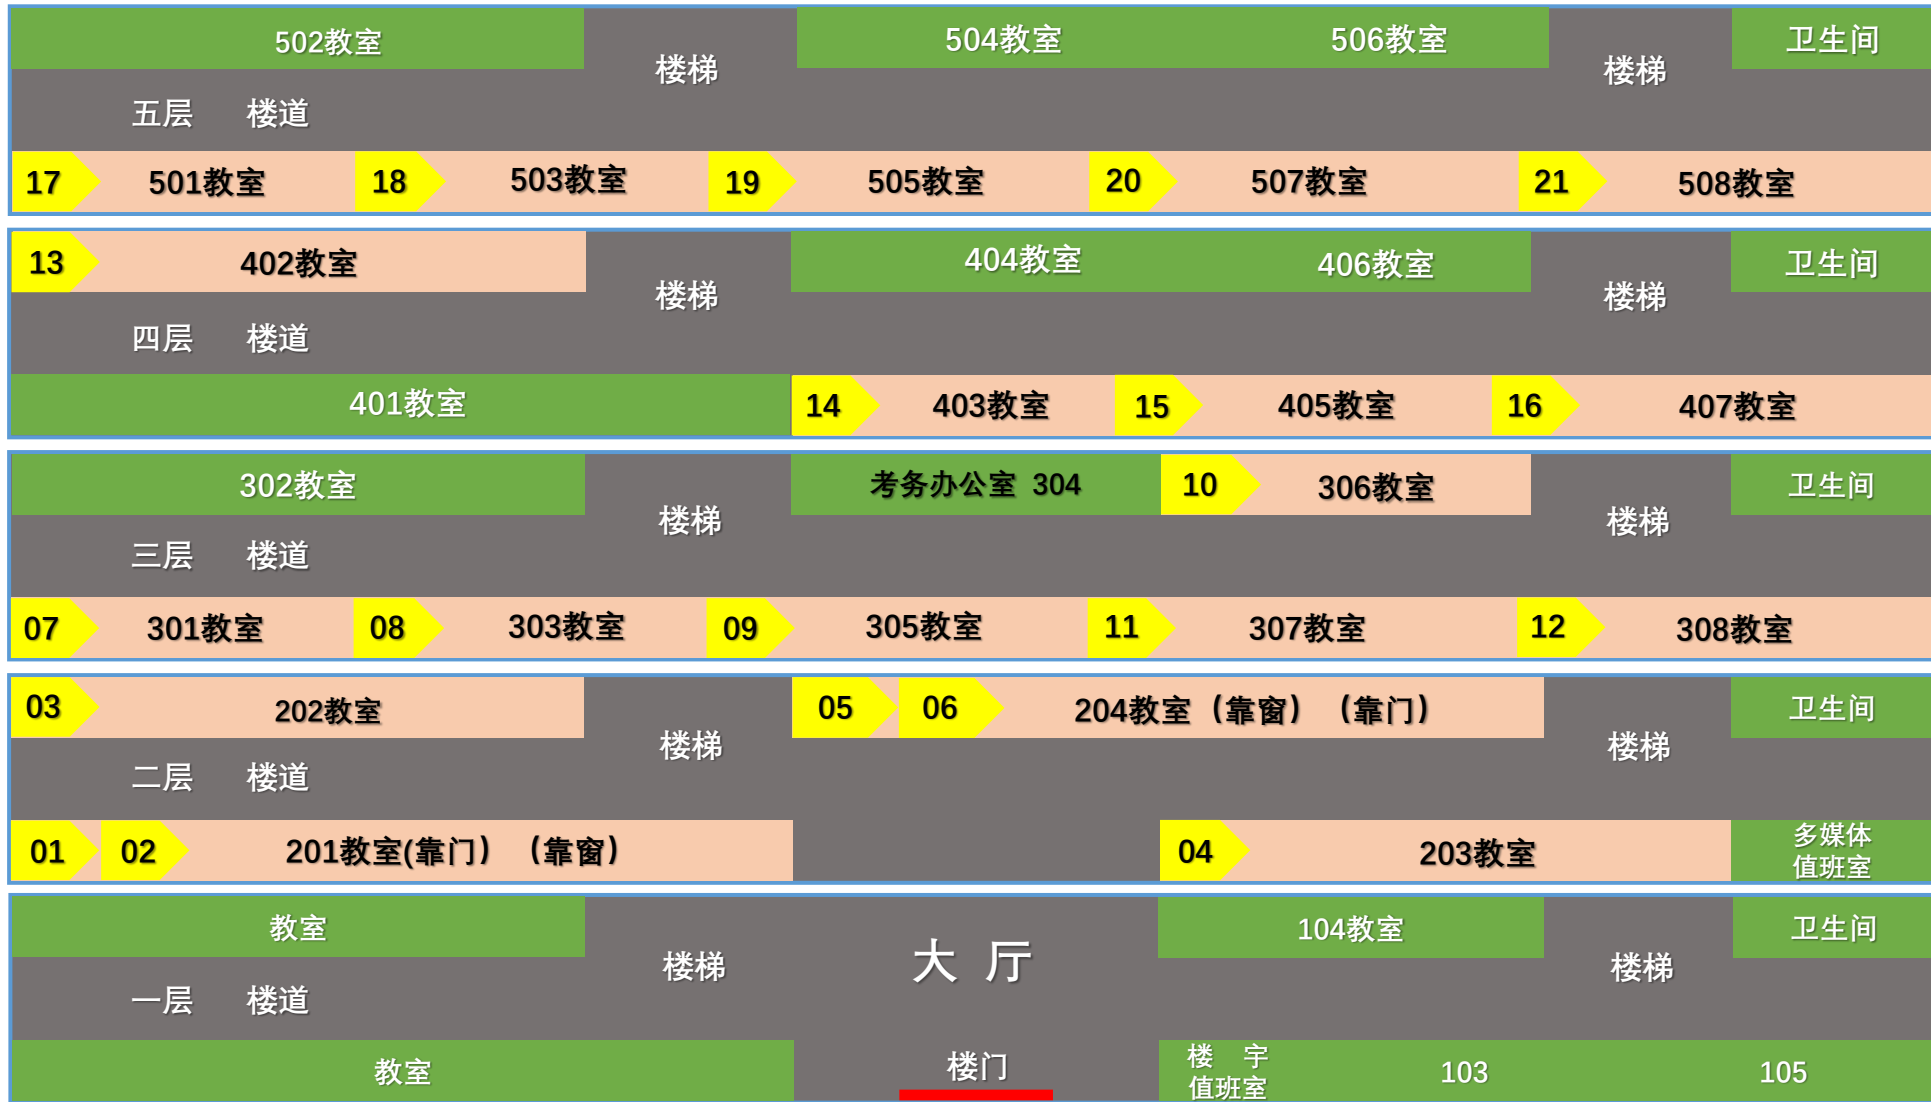 502教室 楼梯 504教室 506教室 楼梯 卫生间
五层 楼道
17 501教室 18 503教室 19 505教室 20 507教室 21 508教室
13 402教室 楼梯 404教室 406教室 楼梯 卫生间
四层 楼道
401教室 14 403教室 15 405教室 16 407教室
302教室 楼梯 考务办公室 304 10 306教室 楼梯 卫生间
三层 楼道
07 301教室 08 303教室 09 305教室 11 307教室 12 308教室
03 202教室 楼梯 05 06 204教室（靠窗）（靠门） 楼梯 卫生间
二层 楼道
01 02 201教室(靠门）（靠窗） 04 203教室 多媒体
值班室
教室 楼梯 大 厅 104教室 楼梯 卫生间
一层 楼道
教室 楼门 楼 宇
值班室 103 105